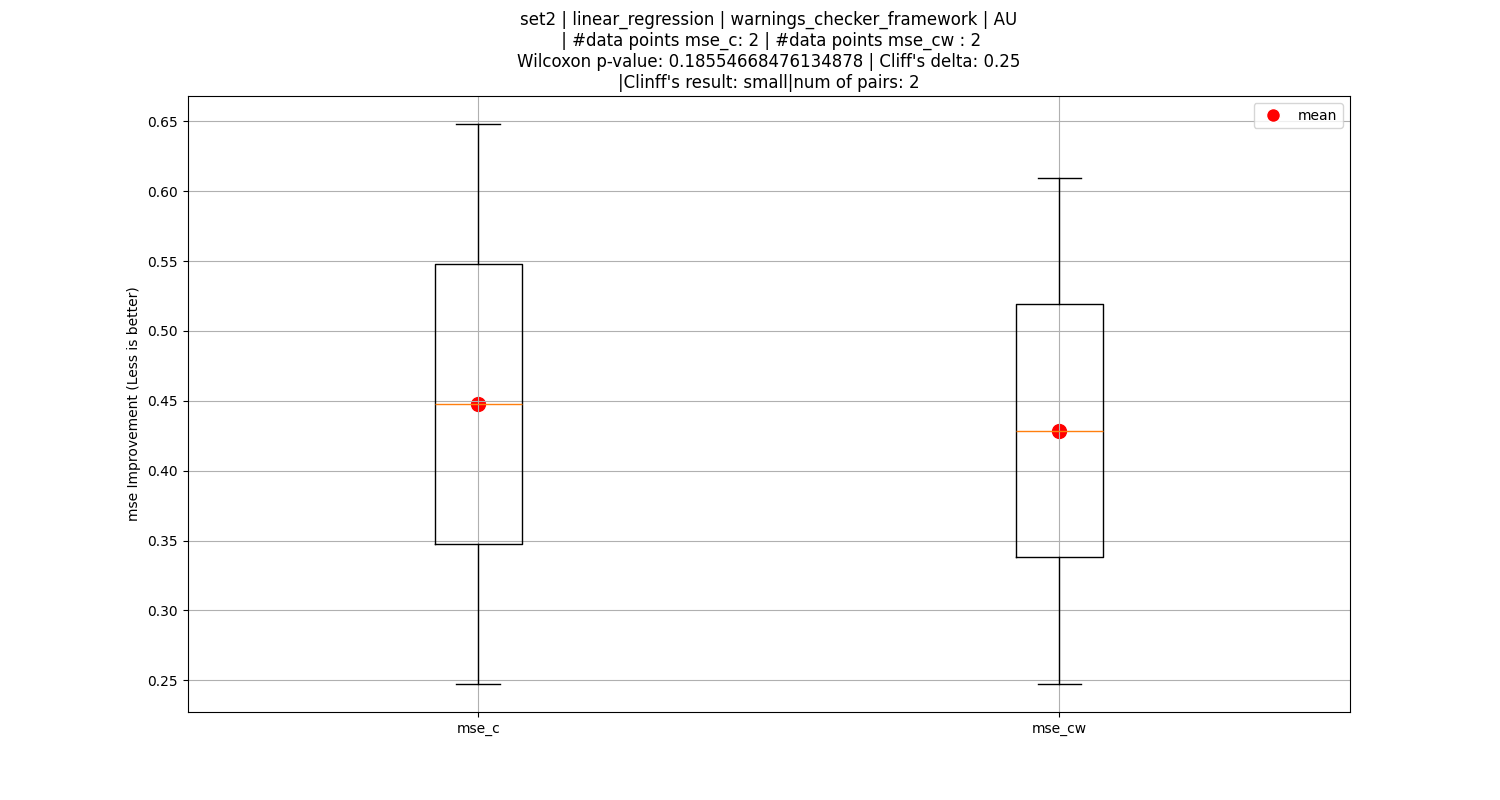 set2 | linear_regression | warnings_checker_framework | AU
| #data points mse_c: 2 | #data points mse_cw : 2
Wilcoxon p-value: 0.18554668476134878 | Cliff's delta: 0.25
|Clinff's result: small|num of pairs: 2
mean
mse Improvement (Less is better)
0.65
0.60
0.55
0.50
0.45
0.40
0.35
0.30
0.25
mse_c
mse_cw